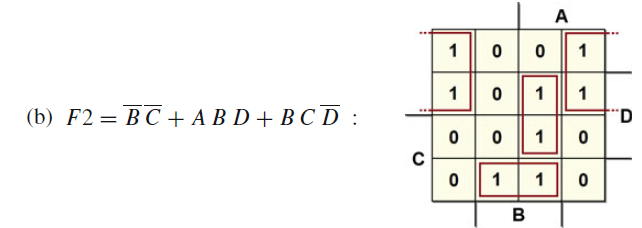 A
1 0 0 1
1 0 1 1
(b) F2 = B̅ C̅ + A B D + B C D̅ :
D
0 0 1 0
C
0 1 1 0
B